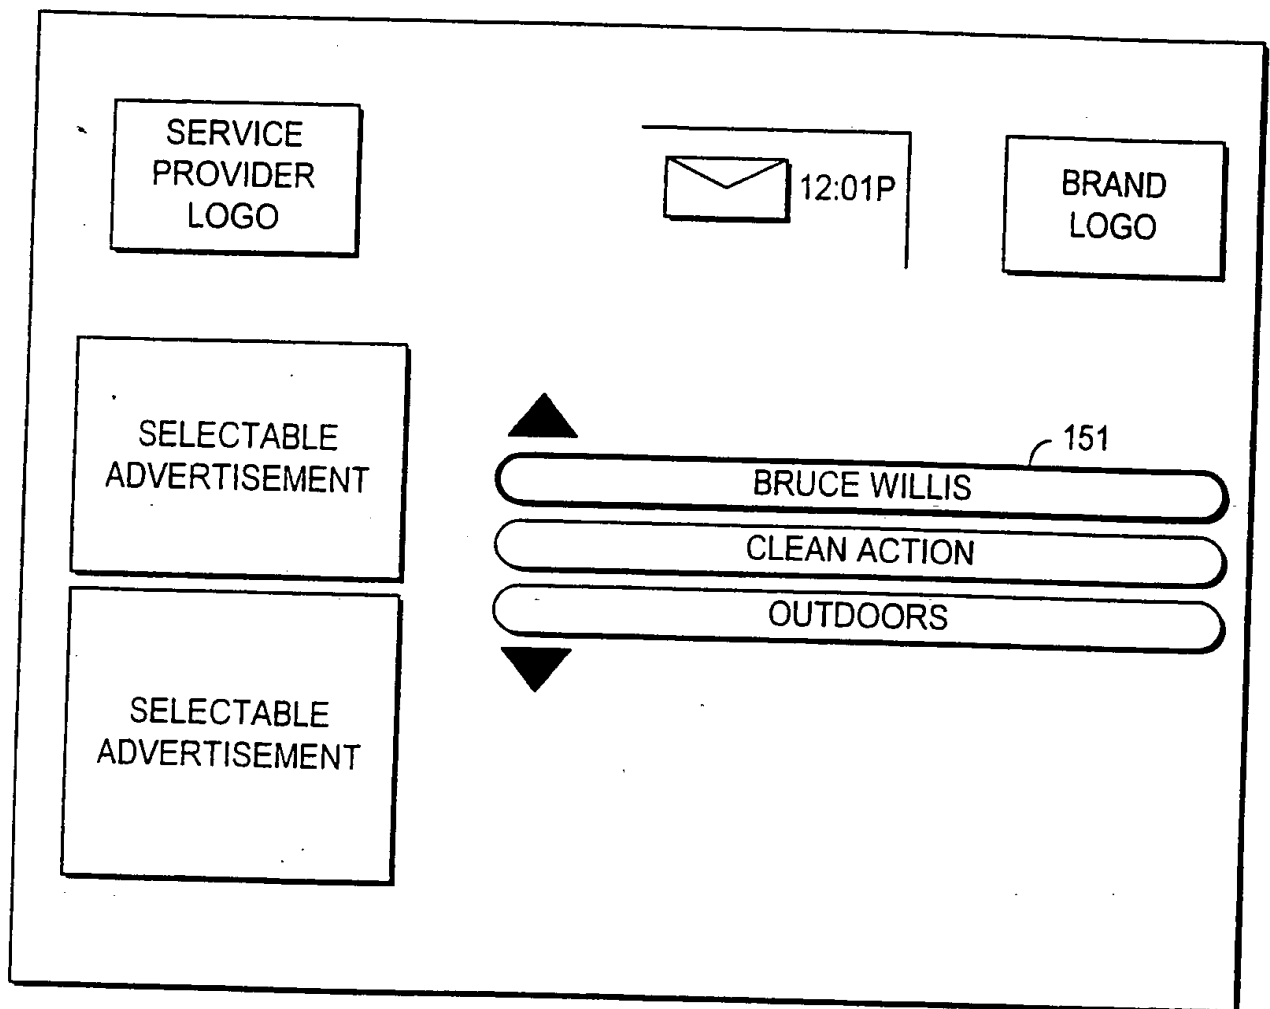 SERVICE
PROVIDER
LOGO
12:01P
BRAND
LOGO
SELECTABLE
ADVERTISEMENT
151
BRUCE WILLIS
CLEAN ACTION
OUTDOORS
SELECTABLE
ADVERTISEMENT